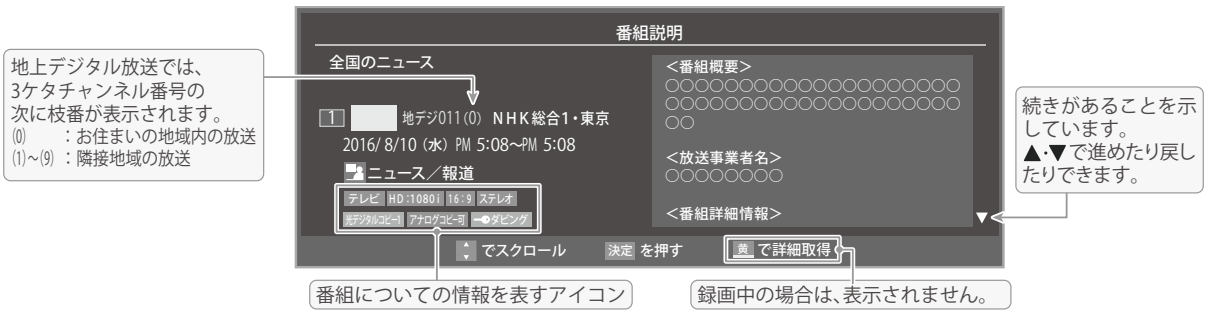 番組説明
地上デジタル放送では、
3ケタチャンネル番号の
次に枝番が表示されます。
⑽ :お住まいの地域内の放送
⑴~⑼ :隣接地域の放送
全国のニュース
1 地デジ011(0) NHK総合1・東京
2016/ 8/10 (水) PM 5:08~PM 5:08
ニュース/報道
テレビ HD:1080i 16:9 ステレオ
光デジタルコピー1 アナログコピー可 ダビング
<番組概要>
○○○○○○○○○○○○○○○○○○○○
○○○○○○○○○○○○○○○○○○○○
○○
<放送事業者名>
○○○○○○○○
<番組詳細情報>
▼
続きがあることを示
しています。
▲・▼で進めたり戻し
たりできます。
でスクロール 決定 を押す 黄 で詳細取得
番組についての情報を表すアイコン
録画中の場合は、表示されません。